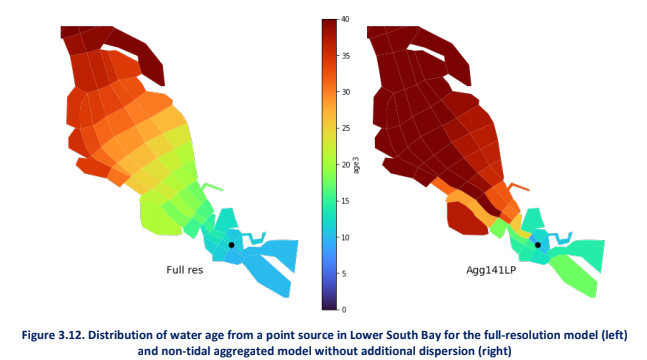 40
35
30
25
20
15
10
5
0
age3
Full res
Agg141LP
Figure 3.12. Distribution of water age from a point source in Lower South Bay for the full-resolution model (left)
and non-tidal aggregated model without additional dispersion (right)